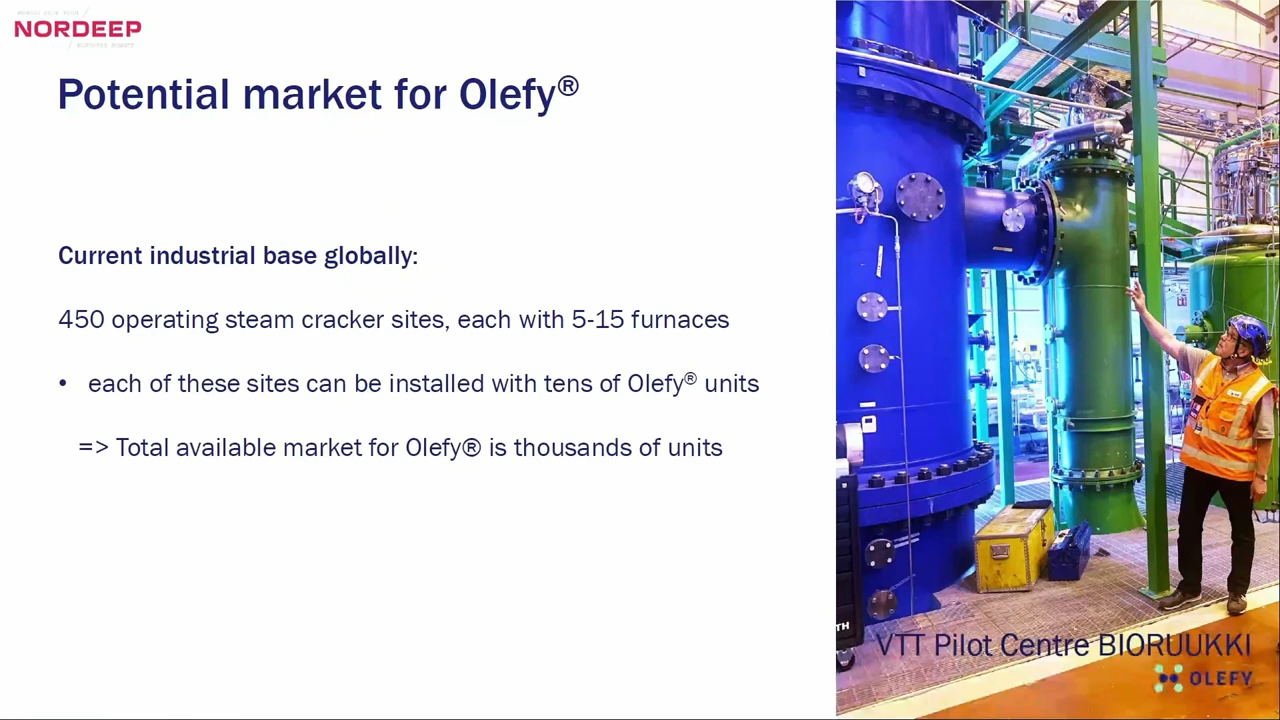 NORDEEP
Potential market for Olefy®
Current industrial base globally:
450 operating steam cracker sites, each with 5-15 furnaces
• each of these sites can be installed with tens of Olefy® units
=> Total available market for Olefy® is thousands of units
TH
VTT Pilot Centre BIORUUKKI
OLEFY